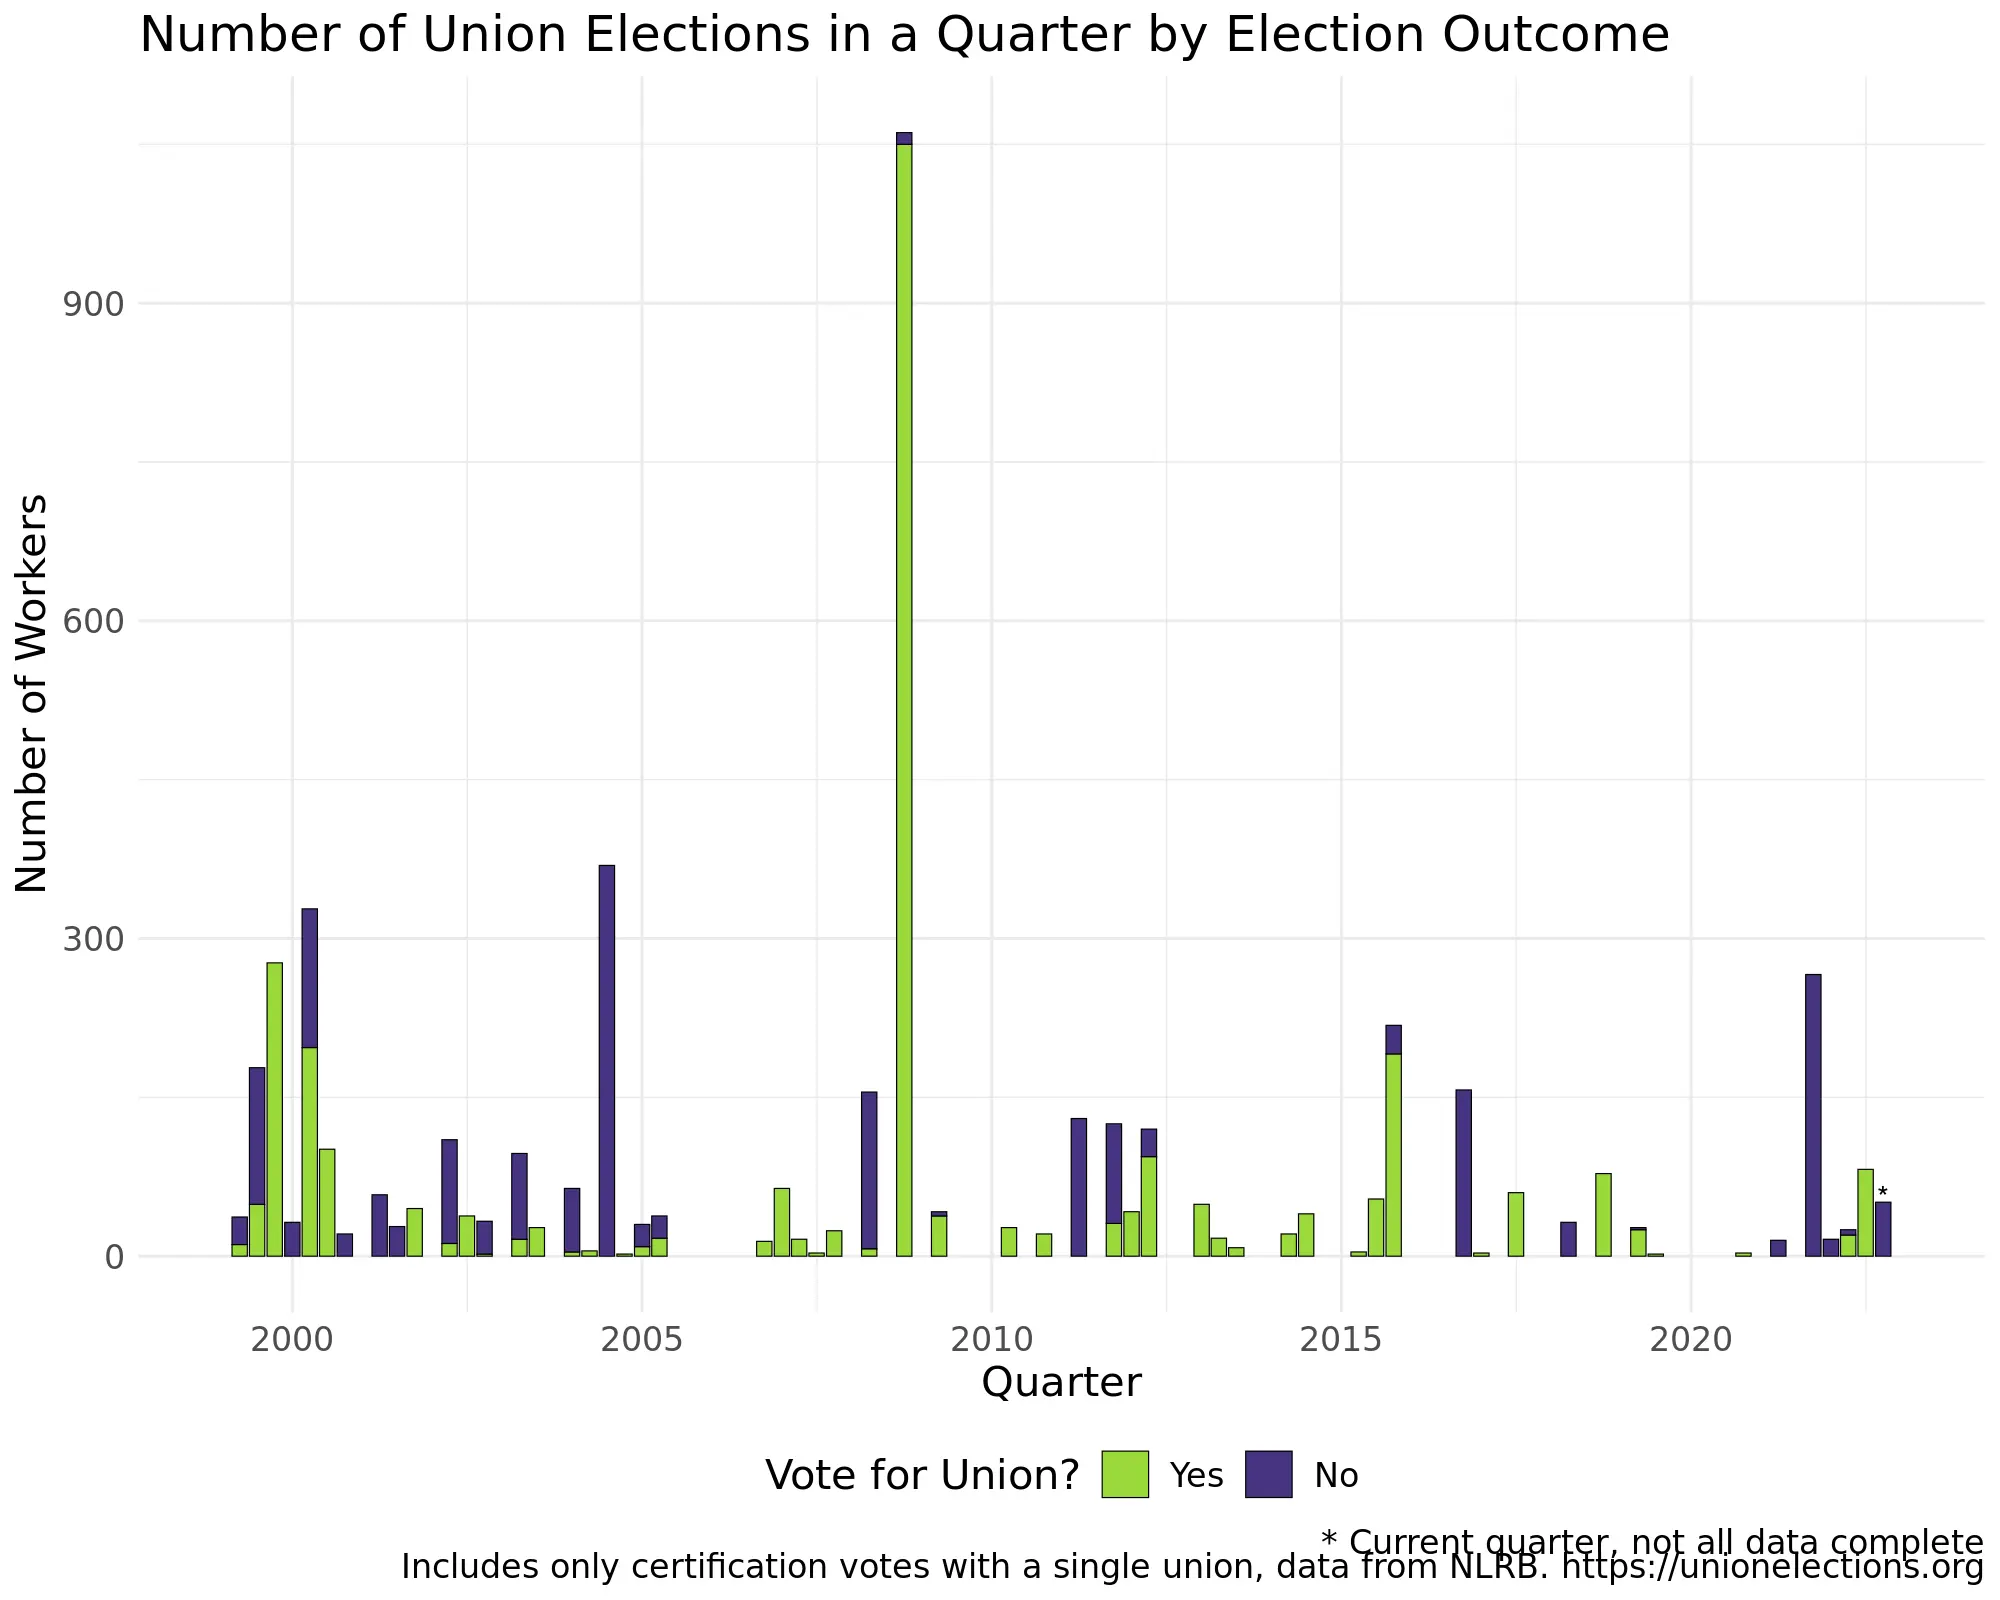 Number of Union Elections in a Quarter by Election Outcome
Number of Workers
900
600
300
0
*
2000 2005 2010 2015 2020
Quarter
Vote for Union? Yes No
* Current quarter, not all data complete
Includes only certification votes with a single union, data from NLRB. https://unionelections.org